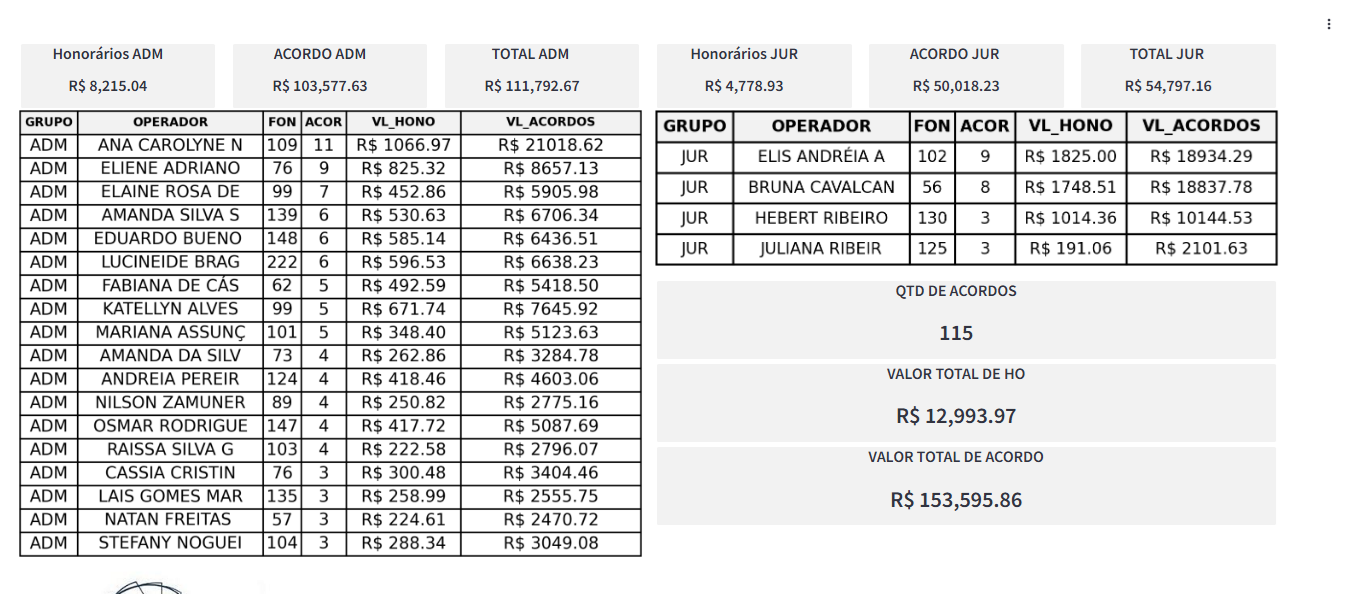 Honorários ADM
R$ 8,215.04
ACORDO ADM
R$ 103,577.63
TOTAL ADM
R$ 111,792.67
Honorários JUR
R$ 4,778.93
ACORDO JUR
R$ 50,018.23
TOTAL JUR
R$ 54,797.16
GRUPO OPERADOR FON ACOR VL_HONO VL_ACORDOS
ADM ANA CAROLYNE N 109 11 R$ 1066.97 R$ 21018.62
ADM ELIENE ADRIANO 76 9 R$ 825.32 R$ 8657.13
ADM ELAINE ROSA DE 99 7 R$ 452.86 R$ 5905.98
ADM AMANDA SILVA S 139 6 R$ 530.63 R$ 6706.34
ADM EDUARDO BUENO 148 6 R$ 585.14 R$ 6436.51
ADM LUCINEIDE BRAG 222 6 R$ 596.53 R$ 6638.23
ADM FABIANA DE CÁS 62 5 R$ 492.59 R$ 5418.50
ADM KATELLYN ALVES 99 5 R$ 671.74 R$ 7645.92
ADM MARIANA ASSUNÇ 101 5 R$ 348.40 R$ 5123.63
ADM AMANDA DA SILV 73 4 R$ 262.86 R$ 3284.78
ADM ANDREIA PEREIR 124 4 R$ 418.46 R$ 4603.06
ADM NILSON ZAMUNER 89 4 R$ 250.82 R$ 2775.16
ADM OSMAR RODRIGUE 147 4 R$ 417.72 R$ 5087.69
ADM RAISSA SILVA G 103 4 R$ 222.58 R$ 2796.07
ADM CASSIA CRISTIN 76 3 R$ 300.48 R$ 3404.46
ADM LAIS GOMES MAR 135 3 R$ 258.99 R$ 2555.75
ADM NATAN FREITAS 57 3 R$ 224.61 R$ 2470.72
ADM STEFANY NOGUEI 104 3 R$ 288.34 R$ 3049.08
GRUPO OPERADOR FON ACOR VL_HONO VL_ACORDOS
JUR ELIS ANDRÉIA A 102 9 R$ 1825.00 R$ 18934.29
JUR BRUNA CAVALCAN 56 8 R$ 1748.51 R$ 18837.78
JUR HEBERT RIBEIRO 130 3 R$ 1014.36 R$ 10144.53
JUR JULIANA RIBEIR 125 3 R$ 191.06 R$ 2101.63
QTD DE ACORDOS
115
VALOR TOTAL DE HO
R$ 12,993.97
VALOR TOTAL DE ACORDO
R$ 153,595.86